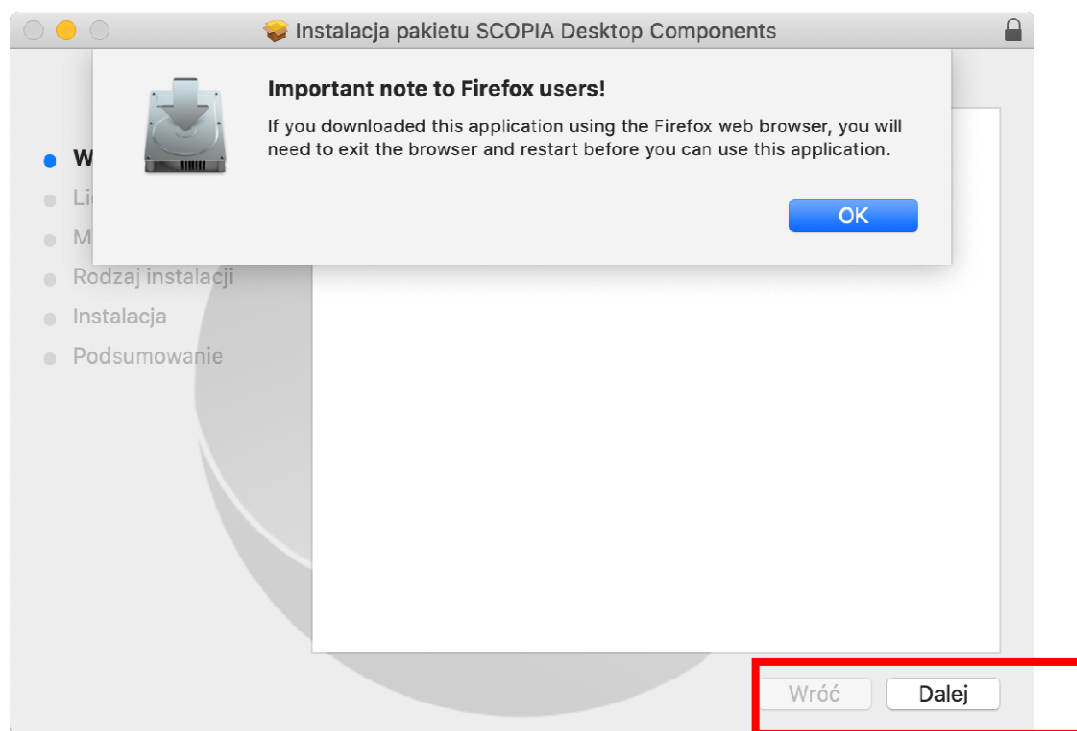 Instalacja pakietu SCOPIA Desktop Components
Important note to Firefox users!
If you downloaded this application using the Firefox web browser, you will
need to exit the browser and restart before you can use this application.
OK
Rodzaj instalacji
Instalacja
Podsumowanie
Wróć
Dalej